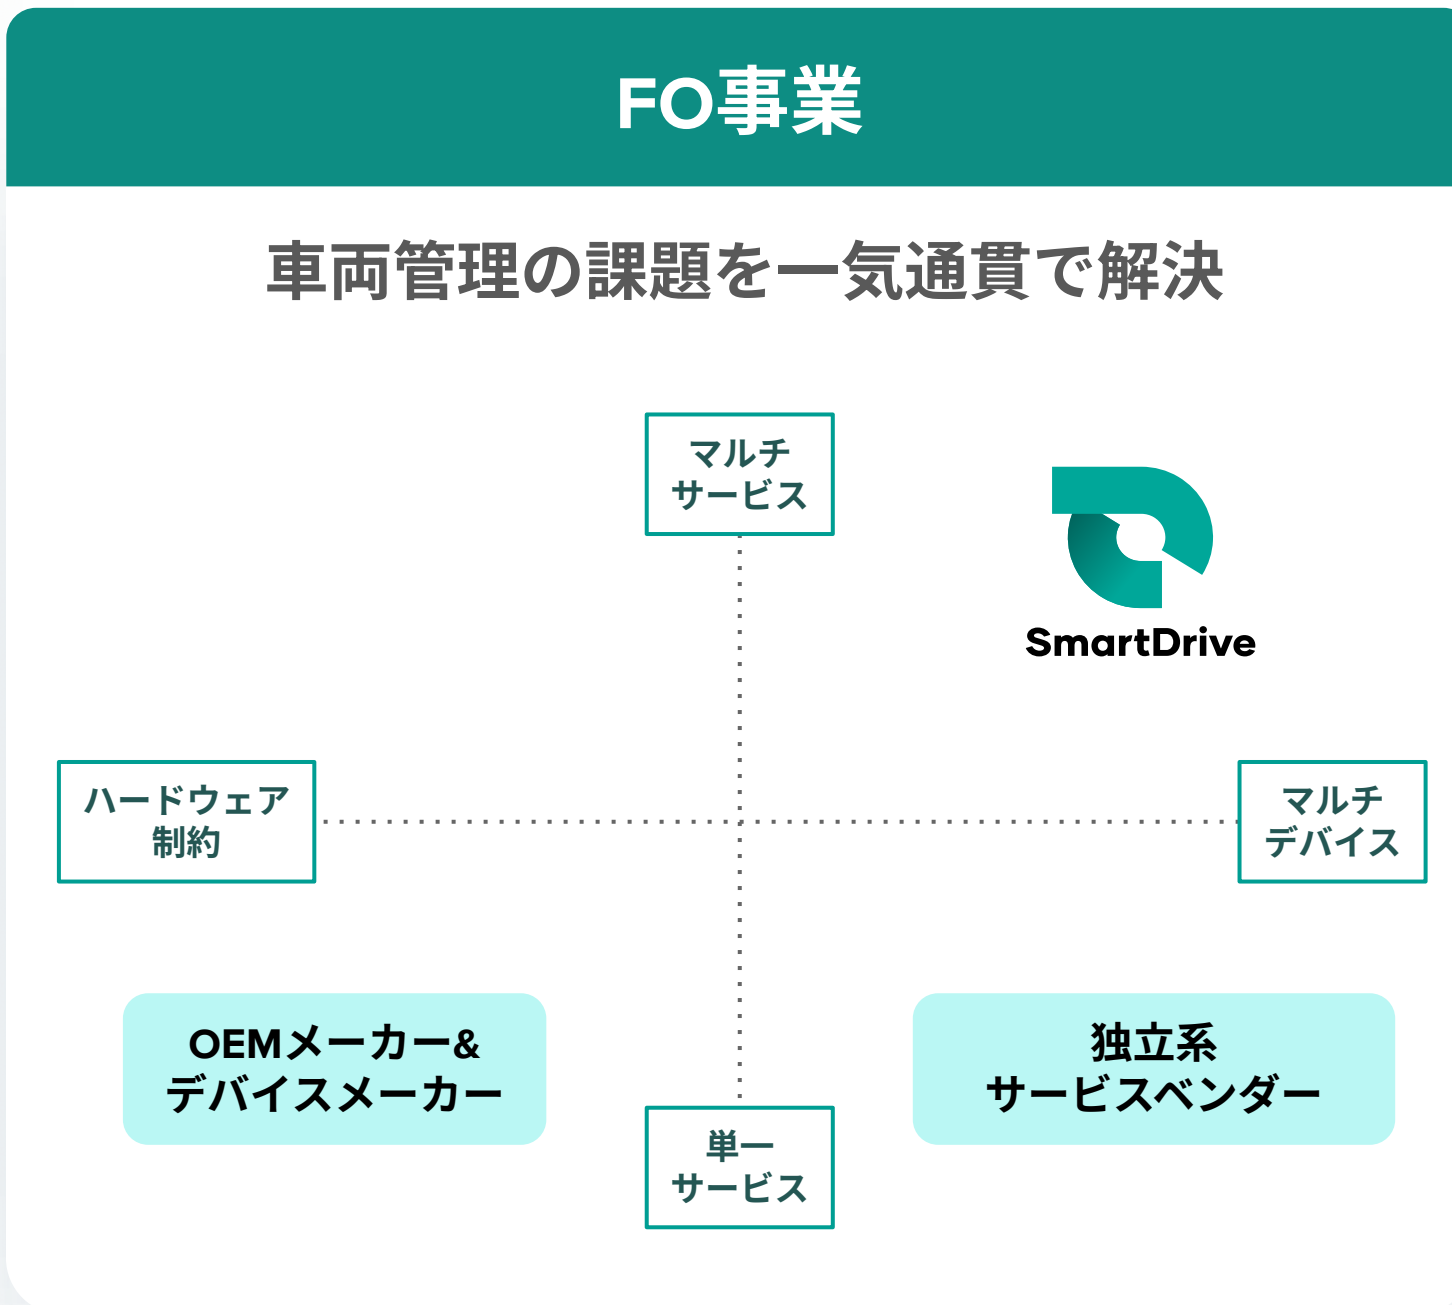 FO事業
車両管理の課題を一気通貫で解決
マルチ
サービス
SmartDrive
ハードウェア
制約
マルチ
デバイス
OEMメーカー&
デバイスメーカー
独立系
サービスベンダー
単一
サービス